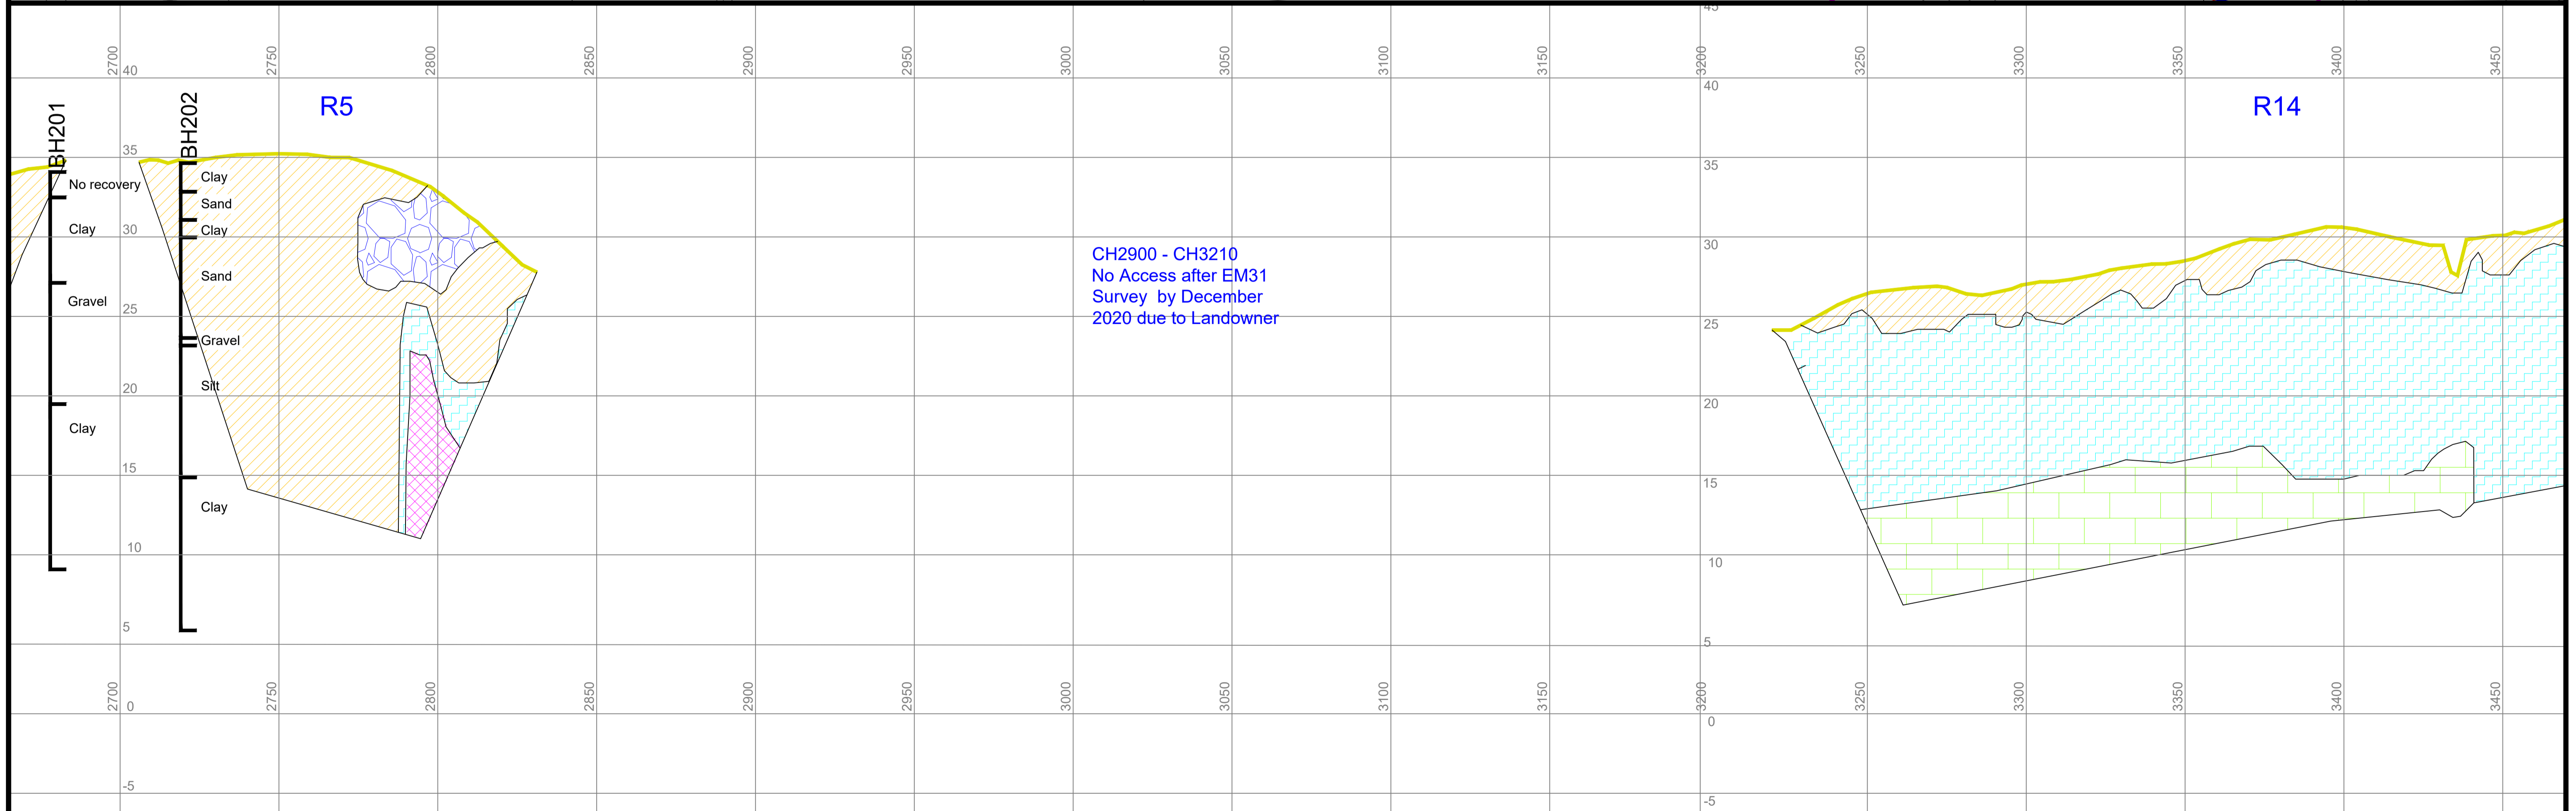 45
2700
2750
2800
2850
2900
2950
3000
3050
3100
3150
3200
3250
3300
3350
3400
3450
40
40
BH201
BH202
R5
R14
35
35
No recovery
Clay
Sand
Clay
Clay
30
30
CH2900 - CH3210
No Access after EM31
Survey by December
2020 due to Landowner
Sand
Gravel
25
25
Gravel
Silt
20
20
Clay
15
15
Clay
10
10
5
5
2700
2750
2800
2850
2900
2950
3000
3050
3100
3150
3200
3250
3300
3350
3400
3450
0
0
-5
-5